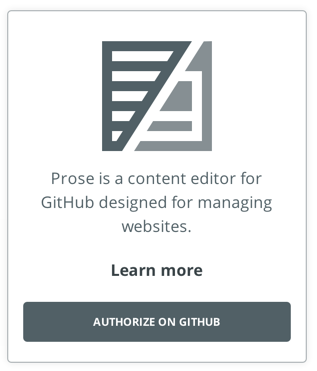 Prose is a content editor for
GitHub designed for managing
websites.
Learn more
AUTHORIZE ON GITHUB